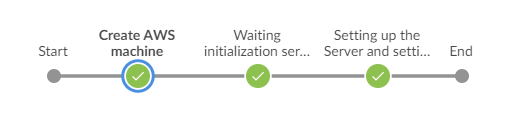 Start
Create AWS
machine
Waiting
initialization ser...
Setting up the
Server and setti...
End